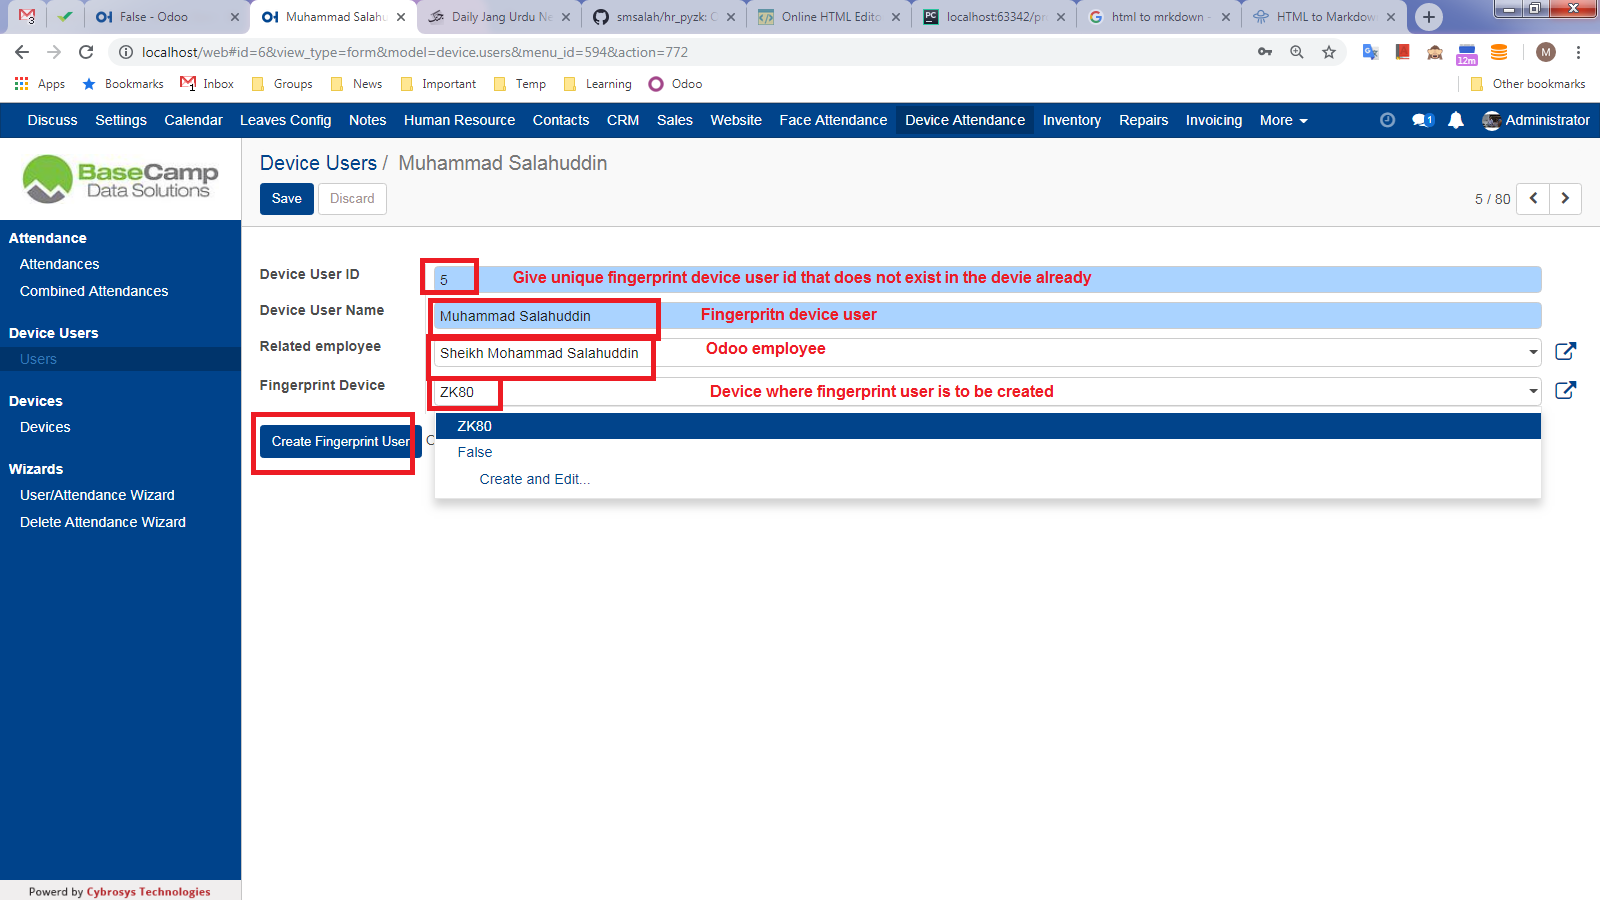 3
False - Odoo
Muhammad Salahu
Daily Jang Urdu Ne
smsalah/hr_pyzk: C
Online HTML Edito
localhost:63342/pr
html to mrkdown -
HTML to Markdow
localhost/web#id=6&view_type=form&model=device.users&menu_id=594&action=772
12m
M
Apps Bookmarks Inbox Groups News Important Temp Learning Odoo Other bookmarks
Discuss Settings Calendar Leaves Config Notes Human Resource Contacts CRM Sales Website Face Attendance Device Attendance Inventory Repairs Invoicing More 1 Administrator
BaseCamp
Data Solutions
Device Users / Muhammad Salahuddin
Save Discard
5 / 80
Attendance
Attendances
Combined Attendances
Device Users
Users
Devices
Devices
Wizards
User/Attendance Wizard
Delete Attendance Wizard
Device User ID 5 Give unique fingerprint device user id that does not exist in the devie already
Device User Name Muhammad Salahuddin Fingerpritn device user
Related employee Sheikh Mohammad Salahuddin Odoo employee
Fingerprint Device ZK80 Device where fingerprint user is to be created
Create Fingerprint User
ZK80
False
Create and Edit...
Powered by Cybrosys Technologies